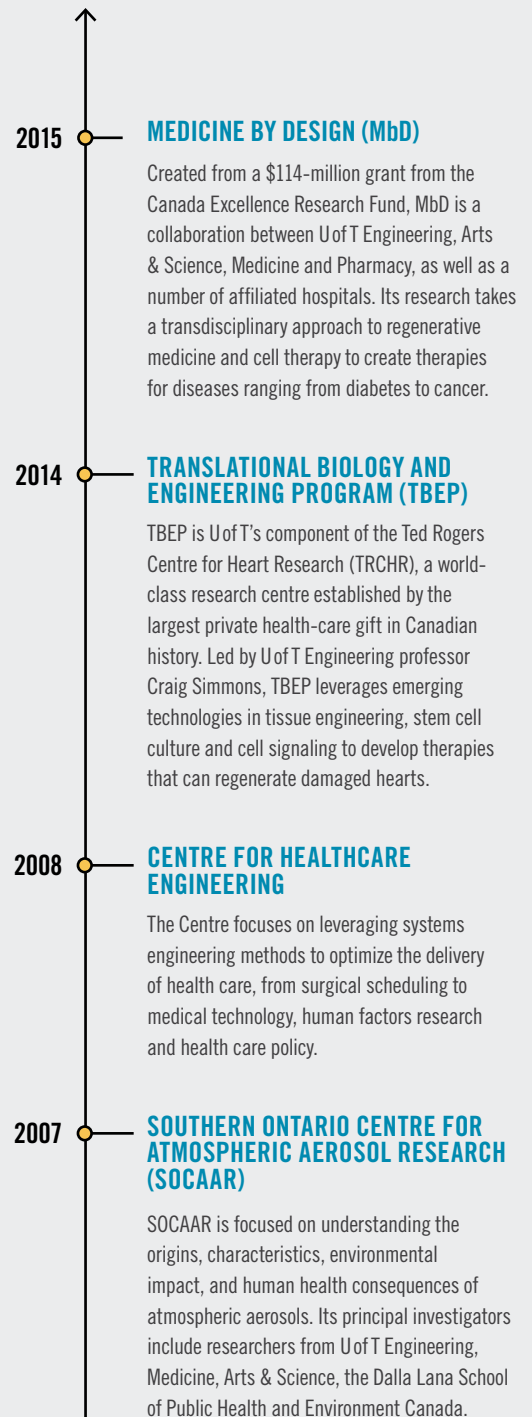 2015
MEDICINE BY DESIGN (MbD)
Created from a $114-million grant from the
Canada Excellence Research Fund, MbD is a
collaboration between U of T Engineering, Arts
& Science, Medicine and Pharmacy, as well as a
number of affiliated hospitals. Its research takes
a transdisciplinary approach to regenerative
medicine and cell therapy to create therapies
for diseases ranging from diabetes to cancer.
2014
TRANSLATIONAL BIOLOGY AND
ENGINEERING PROGRAM (TBEP)
TBEP is U of T’s component of the Ted Rogers
Centre for Heart Research (TRCHR), a world-
class research centre established by the
largest private health-care gift in Canadian
history. Led by U of T Engineering professor
Craig Simmons, TBEP leverages emerging
technologies in tissue engineering, stem cell
culture and cell signaling to develop therapies
that can regenerate damaged hearts.
2008
CENTRE FOR HEALTHCARE
ENGINEERING
The Centre focuses on leveraging systems
engineering methods to optimize the delivery
of health care, from surgical scheduling to
medical technology, human factors research
and health care policy.
2007
SOUTHERN ONTARIO CENTRE FOR
ATMOSPHERIC AEROSOL RESEARCH
(SOCAAR)
SOCAAR is focused on understanding the
origins, characteristics, environmental
impact, and human health consequences of
atmospheric aerosols. Its principal investigators
include researchers from U of T Engineering,
Medicine, Arts & Science, the Dalla Lana School
of Public Health and Environment Canada.